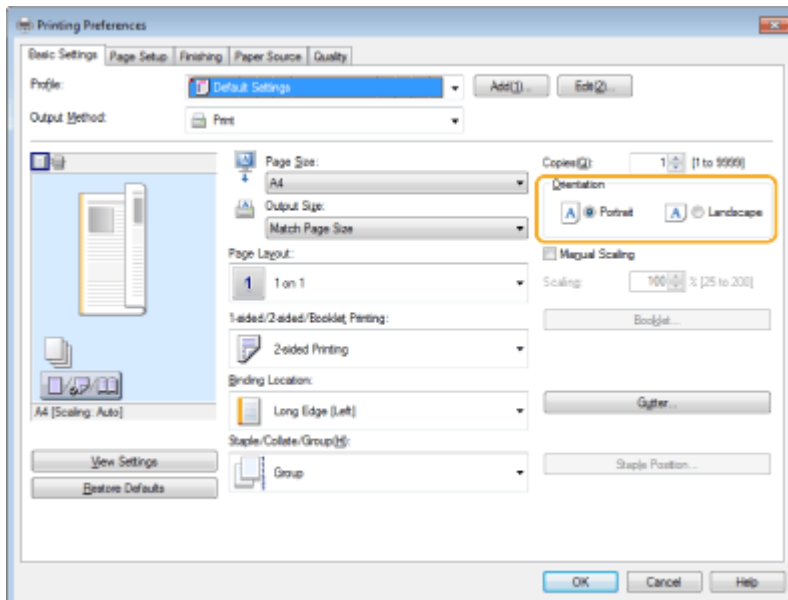 Printing Preferences
Basic Settings Page Setup Finishing Paper Source Quality
Profile: Default Settings Add(1)... Edit(2)...
Output Method: Print
Page Size: Copies(Q): 1 [1 to 9999]
A4 Orientation
A Portrait A Landscape
Output Size:
Match Page Size
Page Layout: Manual Scaling
1 1 on 1 Scaling: 100 % [25 to 200]
1-sided/2-sided/Booklet Printing: Booklet...
2-sided Printing
Binding Location:
Long Edge [Left] Gutter...
A4 [Scaling: Auto]
Staple/Collate/Group(H):
View Settings Group Staple Position...
Restore Defaults
OK Cancel Help